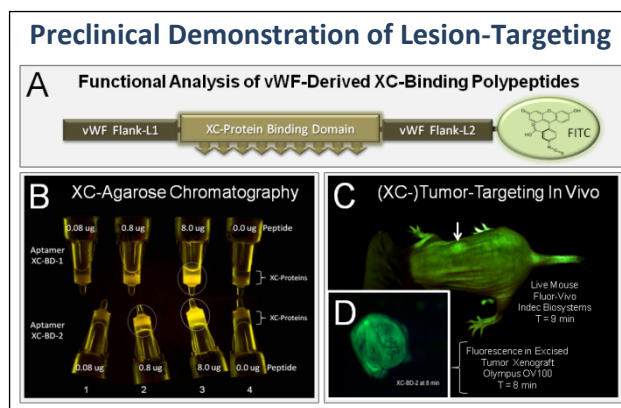 Preclinical Demonstration of Lesion-Targeting
A
Functional Analysis of vWF-Derived XC-Binding Polypeptides
vWF Flank-L1
XC-Protein Binding Domain
vWF Flank-L2
HO
FITC
B
XC-Agarose Chromatography
0.08 ug
0.8 ug
8.0 ug
0.0 ug
Peptide
Aptamer
XC-BD-1
XC-Proteins
Aptamer
XC-BD-2
XC-Proteins
0.08 ug
0.8 ug
8.0 ug
0.0 ug
Peptide
1
2
3
4
C
(XC-)Tumor-Targeting In Vivo
Live Mouse
Fluor-Vivo
Indec Biosystems
T = 9 min
D
XC-BD-2 at 8 min
Fluorescence in Excised
Tumor Xenograft
Olympus OV100
T = 8 min